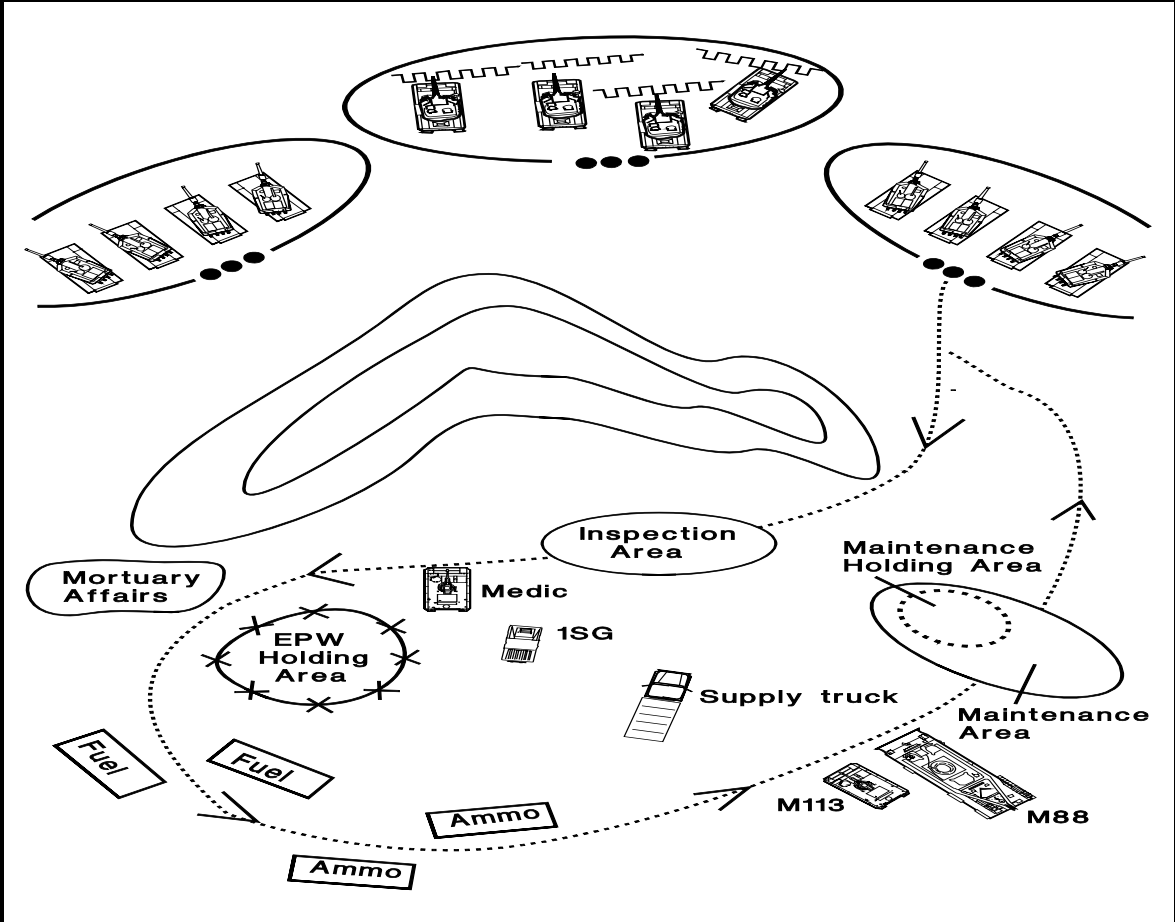 Inspection
Area
Maintenance
Holding Area
Mortuary
Affairs
Medic
EPW
Holding
Area
1SG
Supply truck
Maintenance
Area
Fuel
Fuel
Ammo
M113
M88
Ammo